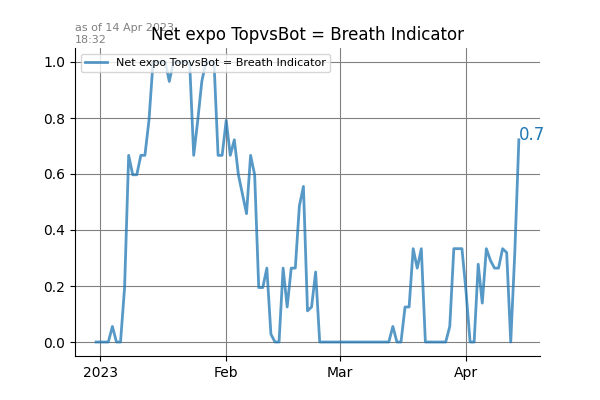 as of 14 Apr 2023
18:32
Net expo TopvsBot = Breath Indicator
Net expo TopvsBot = Breath Indicator
1.0
0.8
0.6
0.4
0.2
0.0
0.7
2023 Feb Mar Apr